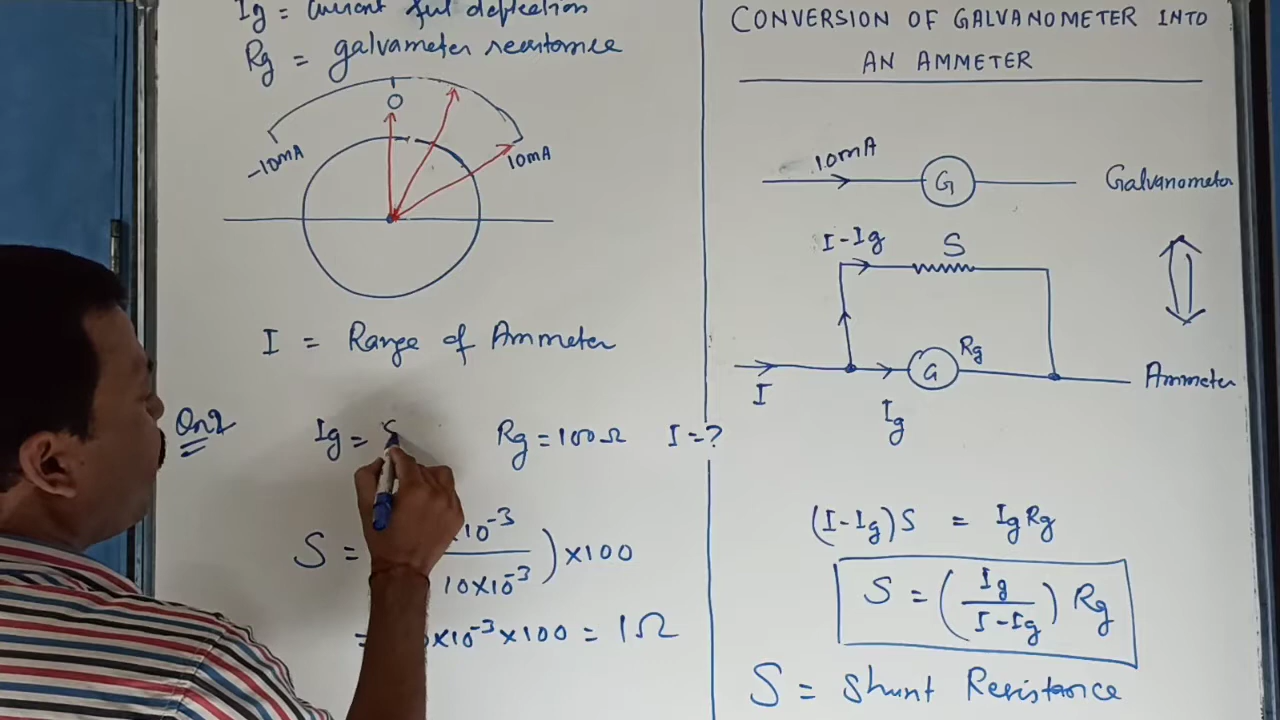 Ig = Current full deflection
Rg = galvameter resistance
0
-10mA
10mA
I = Range of Ammeter
Qn2
Ig = 5
Rg = 100Ω
I = ?
S =
×10⁻³
10×10⁻³
) ×100
=
×10⁻³ × 100 = 1Ω
CONVERSION OF GALVANOMETER INTO
AN AMMETER
10mA
G
Galvanometer
I-Ig
S
I
Ig
G
Rg
Ammeter
(I-Ig)S = IgRg
S = (Ig / I-Ig) Rg
S = Shunt Resistance